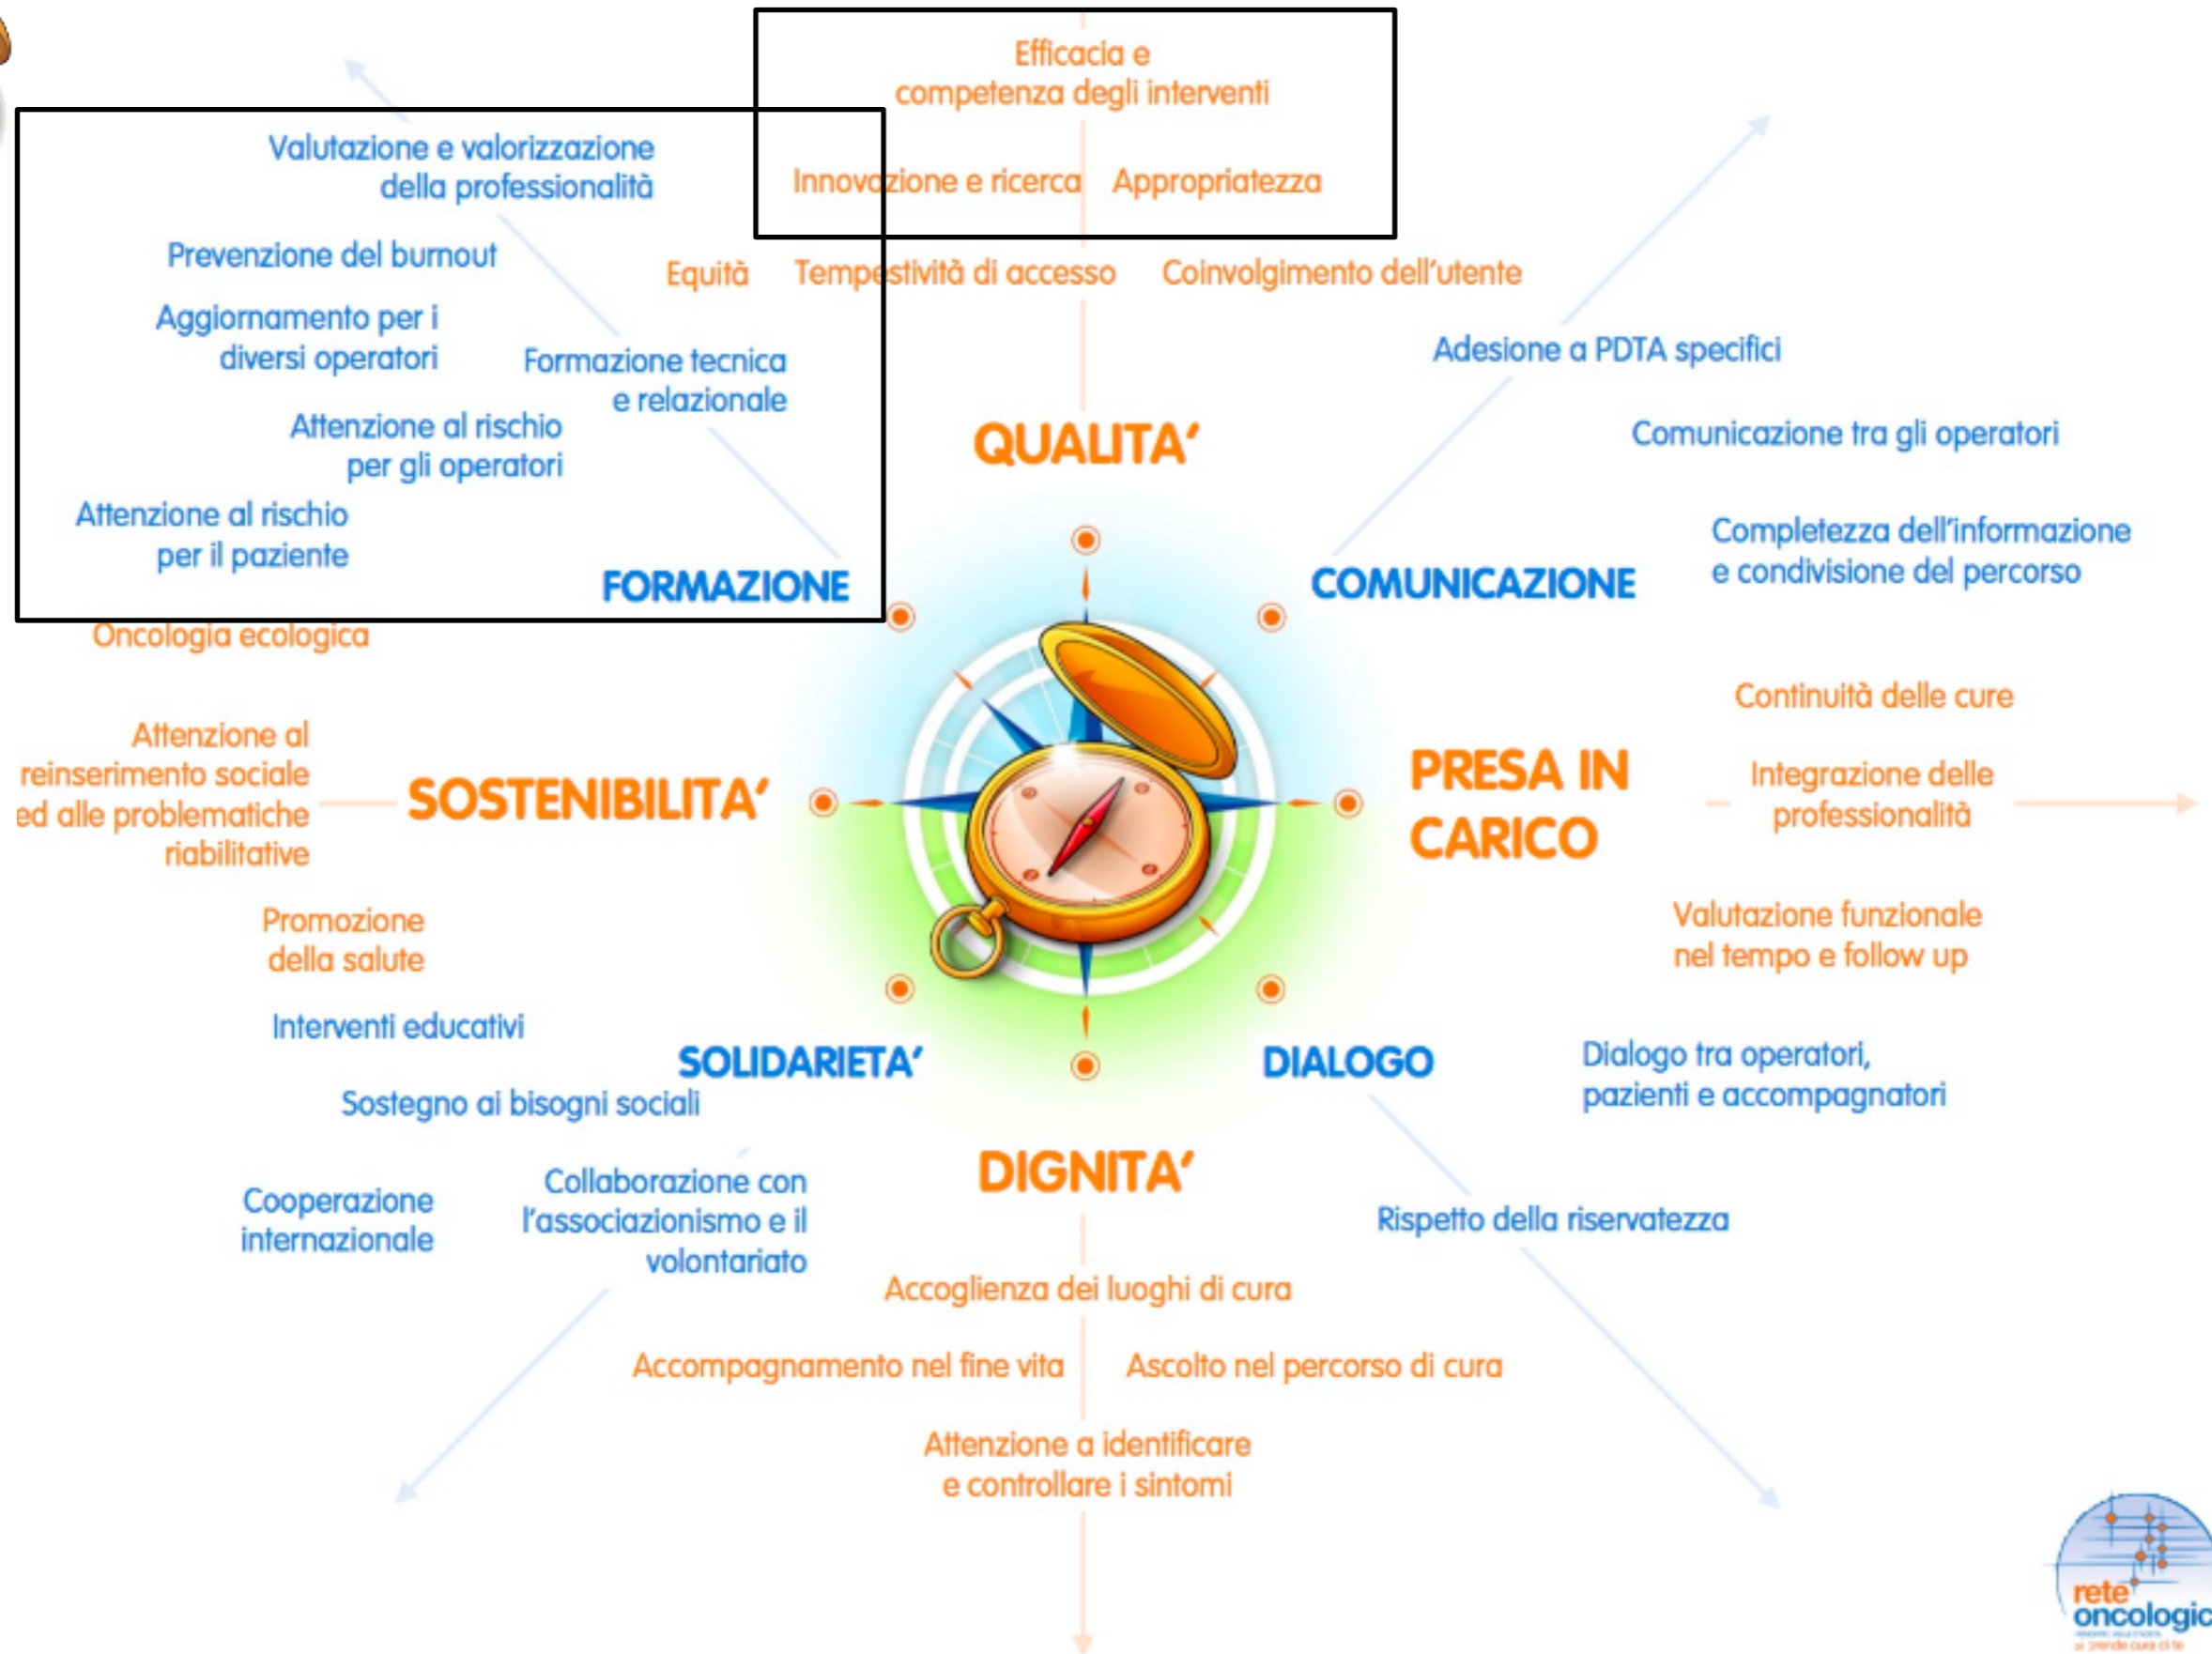 Efficacia e
competenza degli interventi
Innovazione e ricerca
Appropriatezza
Equità
Tempestività di accesso
Coinvolgimento dell'utente
QUALITA'
Valutazione e valorizzazione
della professionalità
Prevenzione del burnout
Aggiornamento per i
diversi operatori
Formazione tecnica
e relazionale
Attenzione al rischio
per gli operatori
Attenzione al rischio
per il paziente
FORMAZIONE
Adesione a PDTA specifici
Comunicazione tra gli operatori
Completezza dell'informazione
e condivisione del percorso
COMUNICAZIONE
Oncologia ecologica
Attenzione al
reinserimento sociale
ed alle problematiche
riabilitative
SOSTENIBILITA'
Promozione
della salute
Continuità delle cure
PRESA IN
CARICO
Integrazione delle
professionalità
Valutazione funzionale
nel tempo e follow up
Interventi educativi
SOLIDARIETA'
Sostegno ai bisogni sociali
Cooperazione
internazionale
Collaborazione con
l'associazionismo e il
volontariato
DIALOGO
Dialogo tra operatori,
pazienti e accompagnatori
Rispetto della riservatezza
DIGNITA'
Accoglienza dei luoghi di cura
Accompagnamento nel fine vita
Ascolto nel percorso di cura
Attenzione a identificare
e controllare i sintomi
rete
oncologic
si prende cura di te